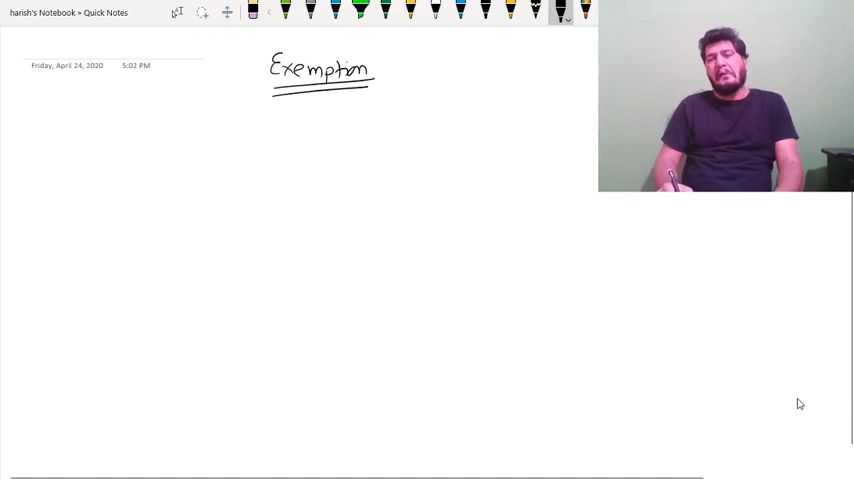 harish's Notebook » Quick Notes
Friday, April 24, 2020 5:02 PM
Exemption